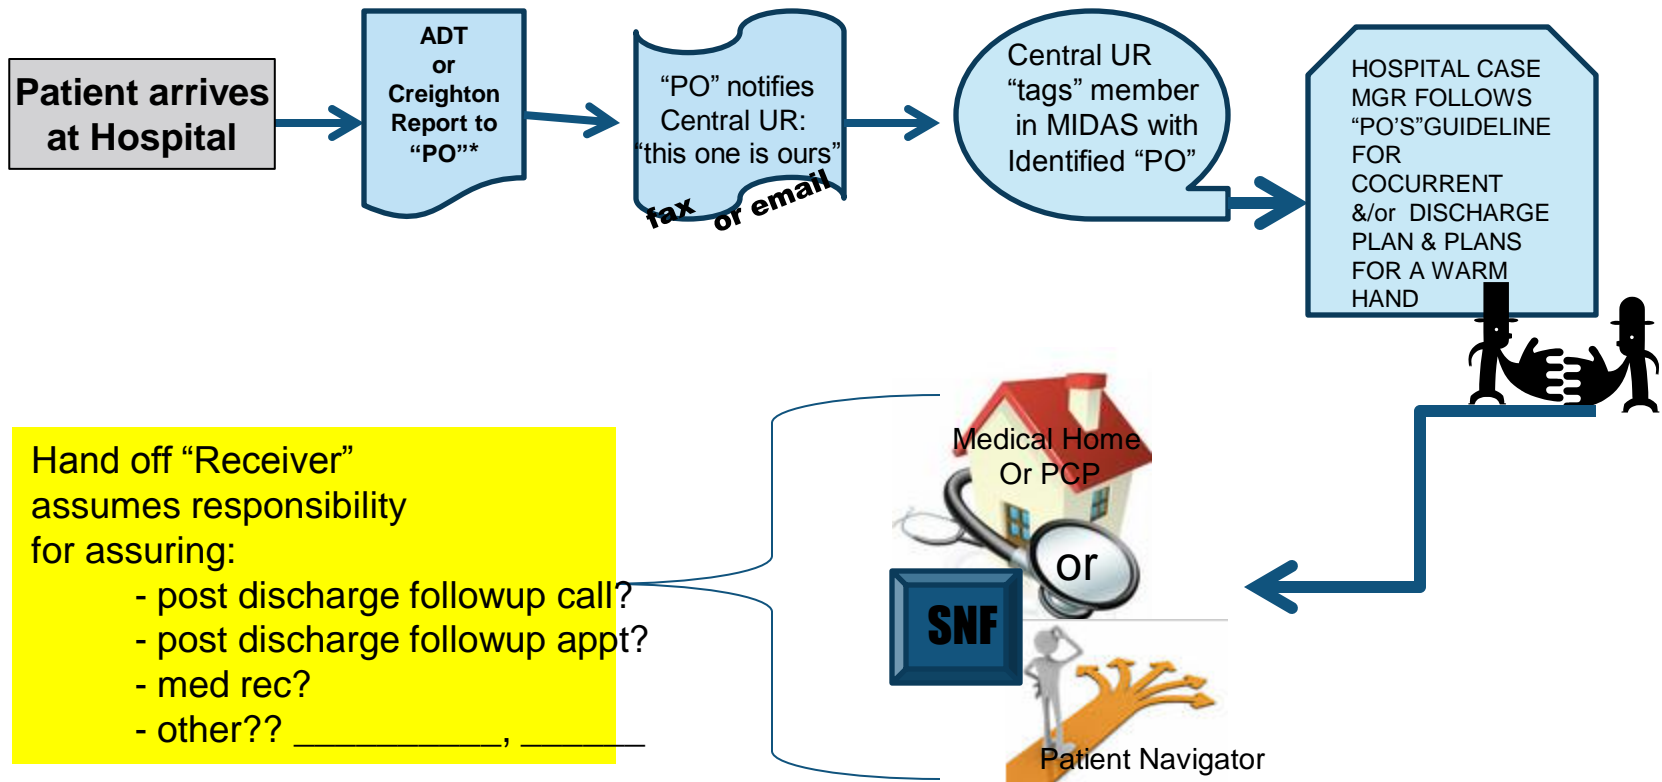 Patient arrives
at Hospital
ADT
or
Creighton
Report to
“PO”*
“PO” notifies
Central UR:
“this one is ours”
fax or email
Central UR
“tags” member
in MIDAS with
Identified “PO”
HOSPITAL CASE
MGR FOLLOWS
“PO’S”GUIDELINE
FOR
COCURRENT
&/or DISCHARGE
PLAN & PLANS
FOR A WARM
HAND
Medical Home
Or PCP
or
SNF
Patient Navigator
Hand off “Receiver”
assumes responsibility
for assuring:
- post discharge followup call?
- post discharge followup appt?
- med rec?
- other?? __________, ______